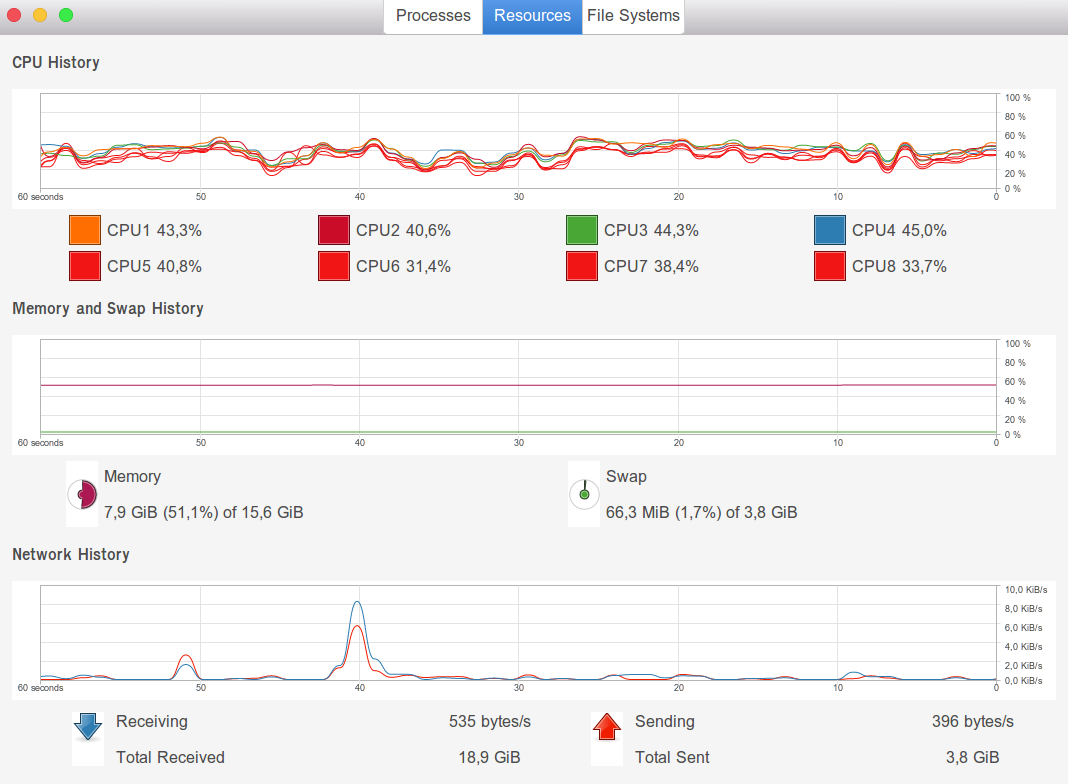 Processes Resources File Systems
CPU History
100 %
80 %
60 %
40 %
20 %
0 %
60 seconds 50 40 30 20 10 0
CPU1 43,3% CPU2 40,6% CPU3 44,3% CPU4 45,0%
CPU5 40,8% CPU6 31,4% CPU7 38,4% CPU8 33,7%
Memory and Swap History
100 %
80 %
60 %
40 %
20 %
0 %
60 seconds 50 40 30 20 10 0
Memory Swap
7,9 GiB (51,1%) of 15,6 GiB 66,3 MiB (1,7%) of 3,8 GiB
Network History
10,0 KiB/s
8,0 KiB/s
6,0 KiB/s
4,0 KiB/s
2,0 KiB/s
0,0 KiB/s
60 seconds 50 40 30 20 10 0
Receiving 535 bytes/s Sending 396 bytes/s
Total Received 18,9 GiB Total Sent 3,8 GiB